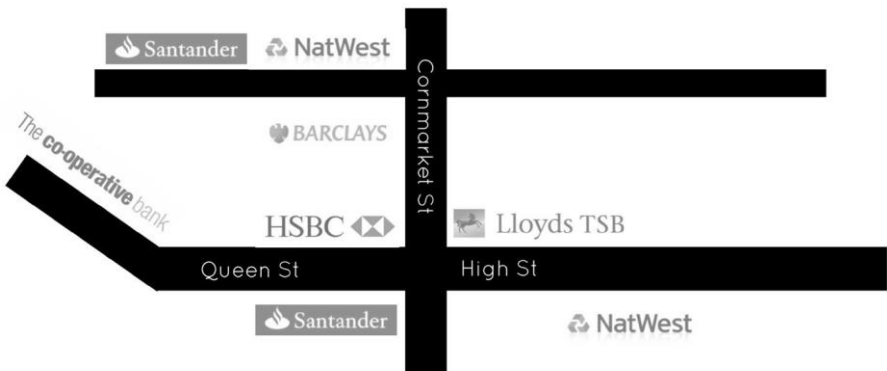 Santander
NatWest
Cornmarket St
The co-operative bank
BARCLAYS
HSBC
Lloyds TSB
Queen St
High St
Santander
NatWest